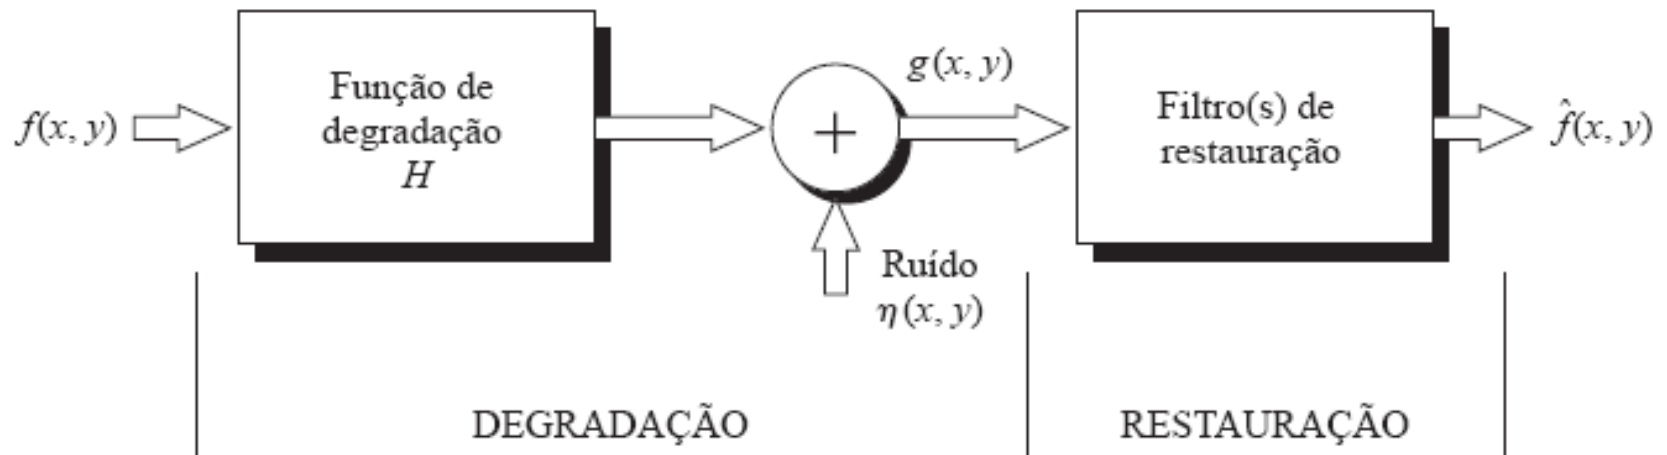 f(x, y)
Função de
degradação
H
g(x, y)
+
Ruído
η(x, y)
Filtro(s) de
restauração
f̂(x, y)
DEGRADAÇÃO
RESTAURAÇÃO